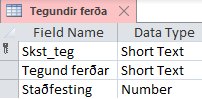 Tegundir ferða
Field Name Data Type
Skst_teg Short Text
Tegund ferðar Short Text
Staðfesting Number